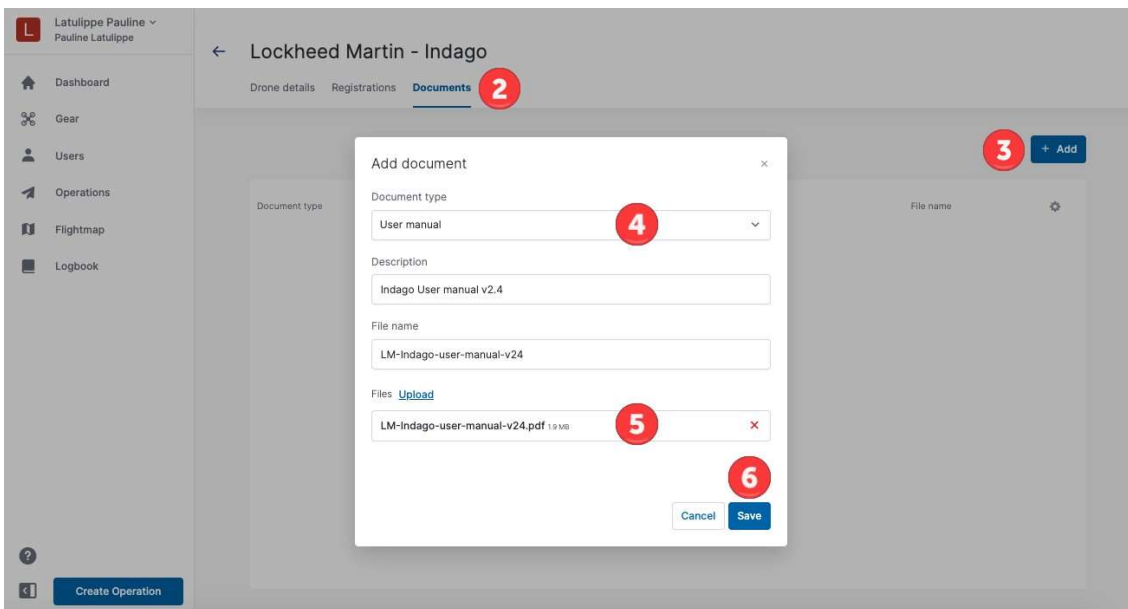 L
Latulippe Pauline
Pauline Latulippe
Dashboard
Gear
Users
Operations
Flightmap
Logbook
?
Create Operation
Lockheed Martin - Indago
Drone details Registrations Documents 2
3 + Add
Document type File name
Add document
Document type
User manual 4
Description
Indago User manual v2.4
File name
LM-Indago-user-manual-v24
Files Upload
LM-Indago-user-manual-v24.pdf 1.9 MB 5
6
Cancel Save